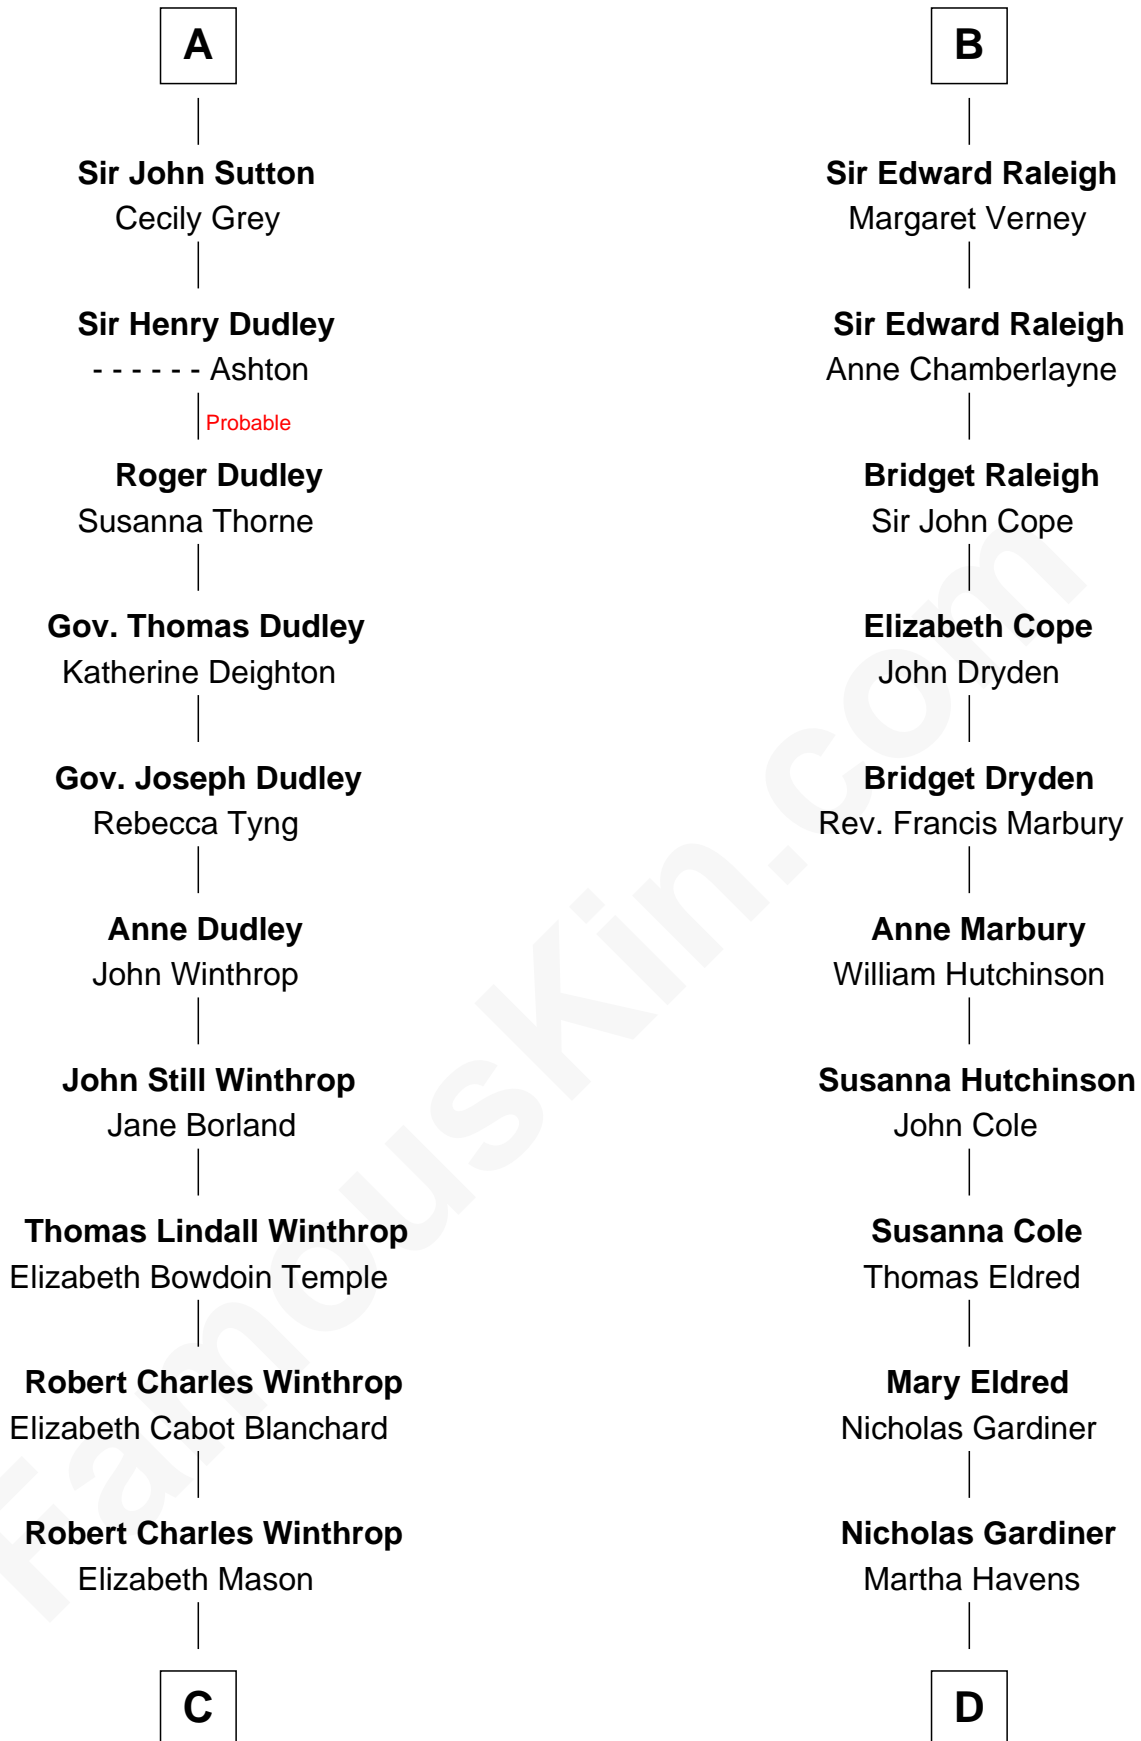 A
Sir John Sutton
Cecily Grey
Sir Henry Dudley
- - - - - - Ashton
Probable
Roger Dudley
Susanna Thorne
Gov. Thomas Dudley
Katherine Deighton
Gov. Joseph Dudley
Rebecca Tyng
Anne Dudley
John Winthrop
John Still Winthrop
Jane Borland
Thomas Lindall Winthrop
Elizabeth Bowdoin Temple
Robert Charles Winthrop
Elizabeth Cabot Blanchard
Robert Charles Winthrop
Elizabeth Mason
C
B
Sir Edward Raleigh
Margaret Verney
Sir Edward Raleigh
Anne Chamberlayne
Bridget Raleigh
Sir John Cope
Elizabeth Cope
John Dryden
Bridget Dryden
Rev. Francis Marbury
Anne Marbury
William Hutchinson
Susanna Hutchinson
John Cole
Susanna Cole
Thomas Eldred
Mary Eldred
Nicholas Gardiner
Nicholas Gardiner
Martha Havens
D
FamousKin.com